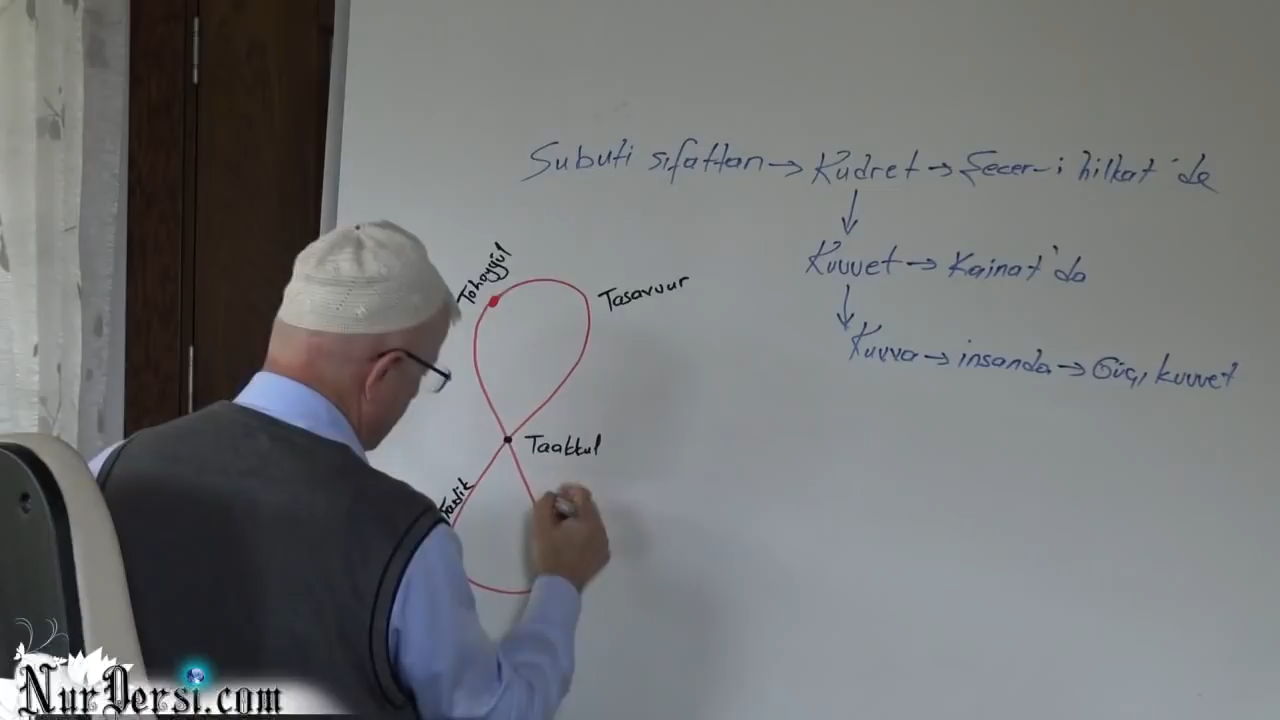 Subuti sıfattan → Kudret → Şecer-i hilkat'de
↓
Kuvvet → Kainat'da
↓
Kuvva → insanda → Güç, kuvvet
Tahayyül
Tasavvur
Taakkul
Tasdik
NurDersi.com